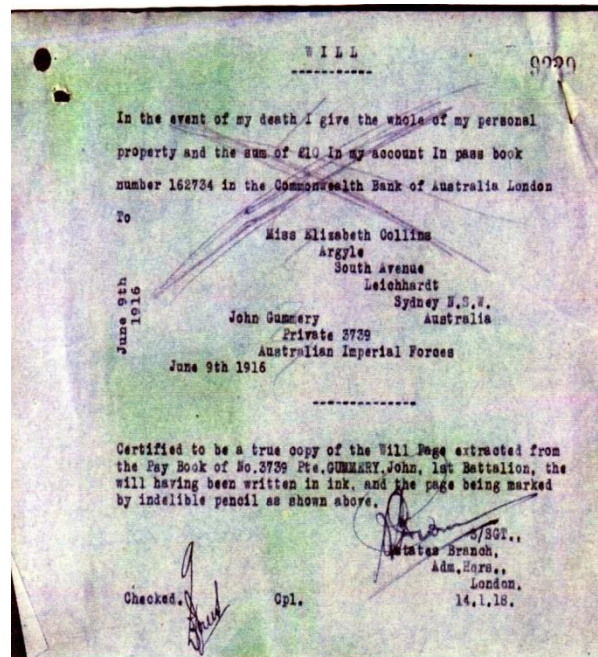 WILL
9239
In the event of my death I give the whole of my personal
property and the sum of £10 In my account In pass book
number 162734 in the Commonwealth Bank of Australia London
To
Miss Elizabeth Collins
Argyle
South Avenue
Leichhardt
Sydney N.S.W.
Australia
June 9th
1916
John Gummery
Private 3739
Australian Imperial Forces
June 9th 1916
Certified to be a true copy of the Will Page extracted from
the Pay Book of No.3739 Pte.GUMMERY,John, 1st Battalion, the
will having been written in ink, and the page being marked
by indelible pencil as shown above.
S/SGT.,
Estates Branch,
Adm.Hqrs.,
London.
Checked. Cpl. 14.1.18.